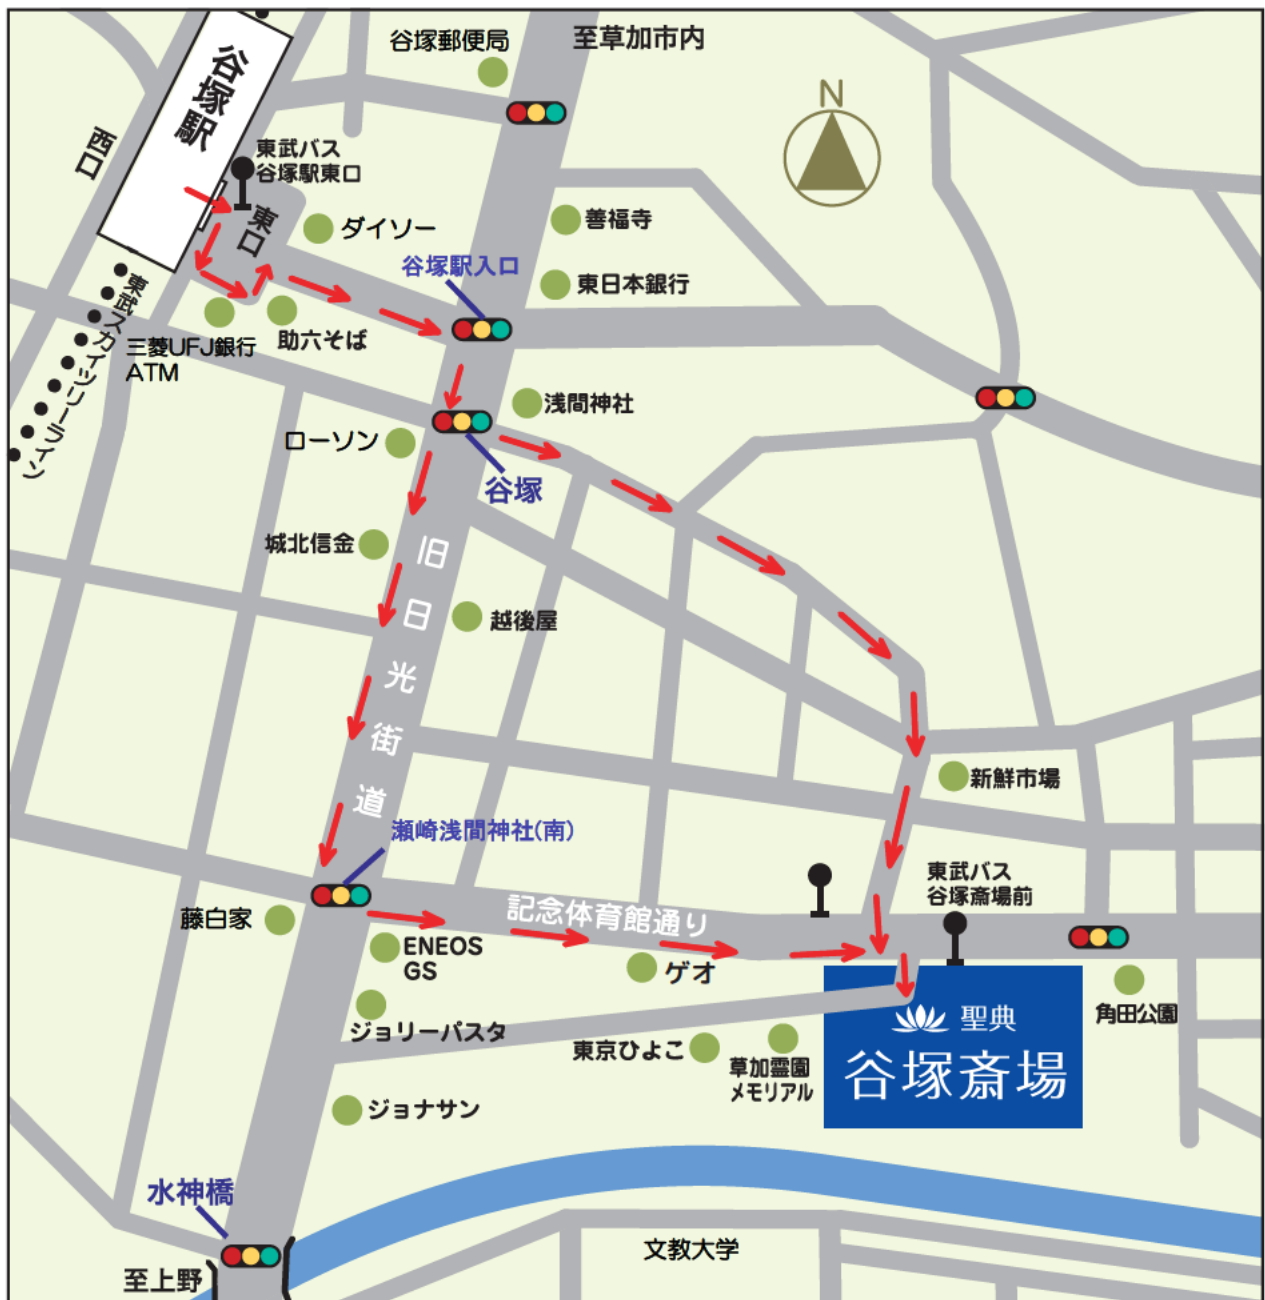 谷塚郵便局
至草加市内
N
谷塚駅
西口
東武バス
谷塚駅東口
東口
ダイソー
善福寺
谷塚駅入口
東日本銀行
東武スカイツリーライン
三菱UFJ銀行
ATM
助六そば
浅間神社
ローソン
谷塚
城北信金
旧日光街道
越後屋
新鮮市場
瀬崎浅間神社(南)
東武バス
谷塚斎場前
藤白家
記念体育館通り
ENEOS
GS
ゲオ
角田公園
ジョリーパスタ
聖典
谷塚斎場
東京ひよこ
草加霊園
メモリアル
ジョナサン
水神橋
文教大学
至上野